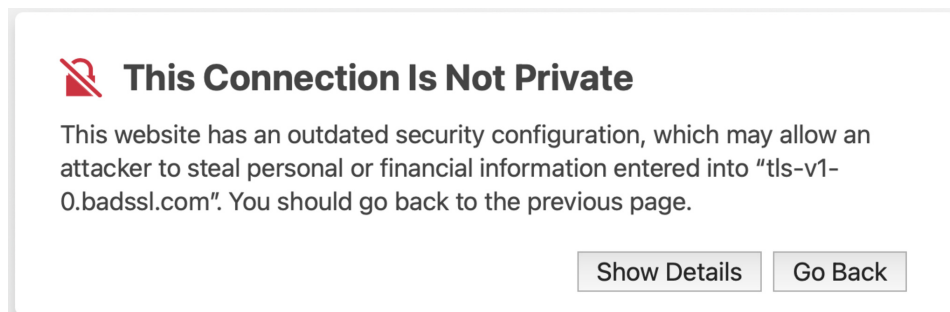 This Connection Is Not Private
This website has an outdated security configuration, which may allow an
attacker to steal personal or financial information entered into “tls-v1-
0.badssl.com”. You should go back to the previous page.
Show Details
Go Back